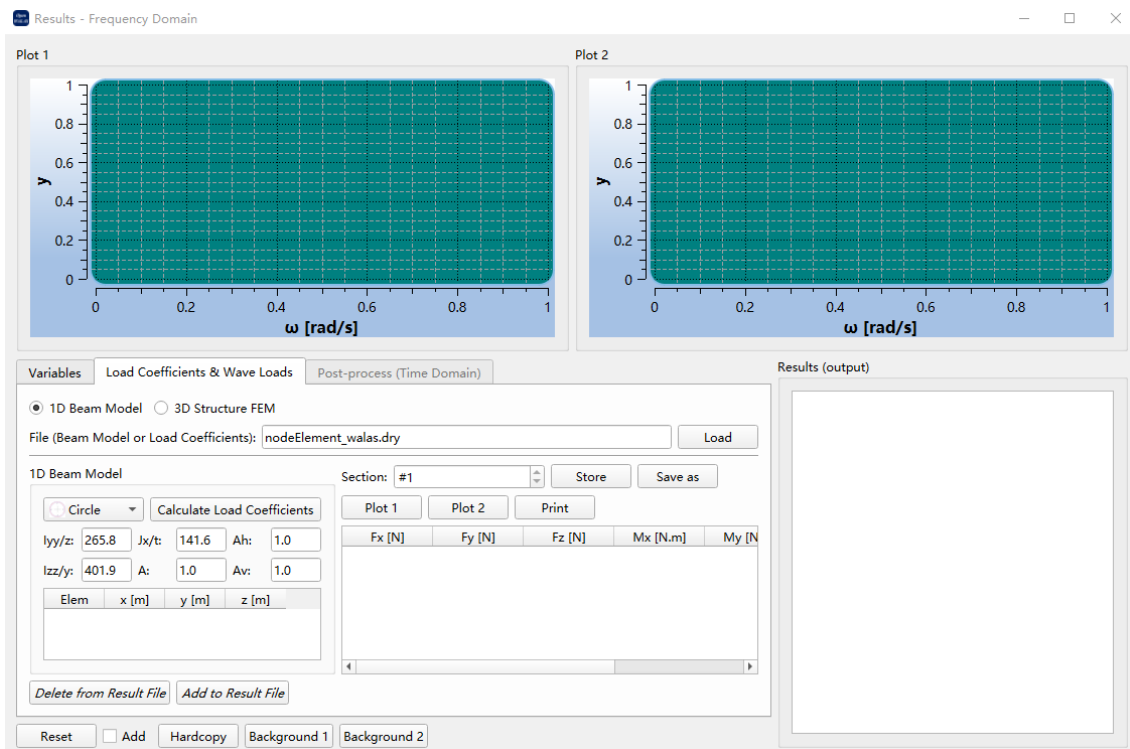 Results - Frequency Domain
Plot 1
Plot 2
1
0.8
0.6
0.4
0.2
0
y
0 0.2 0.4 0.6 0.8 1
ω [rad/s]
1
0.8
0.6
0.4
0.2
0
y
0 0.2 0.4 0.6 0.8 1
ω [rad/s]
Variables Load Coefficients & Wave Loads Post-process (Time Domain)
1D Beam Model 3D Structure FEM
File (Beam Model or Load Coefficients): nodeElement_walas.dry Load
1D Beam Model
Circle Calculate Load Coefficients
Iyy/z: 265.8 Jx/t: 141.6 Ah: 1.0
Izz/y: 401.9 A: 1.0 Av: 1.0
Elem x [m] y [m] z [m]
Section: #1 Store Save as
Plot 1 Plot 2 Print
Fx [N] Fy [N] Fz [N] Mx [N.m] My [N
Delete from Result File Add to Result File
Reset Add Hardcopy Background 1 Background 2
Results (output)